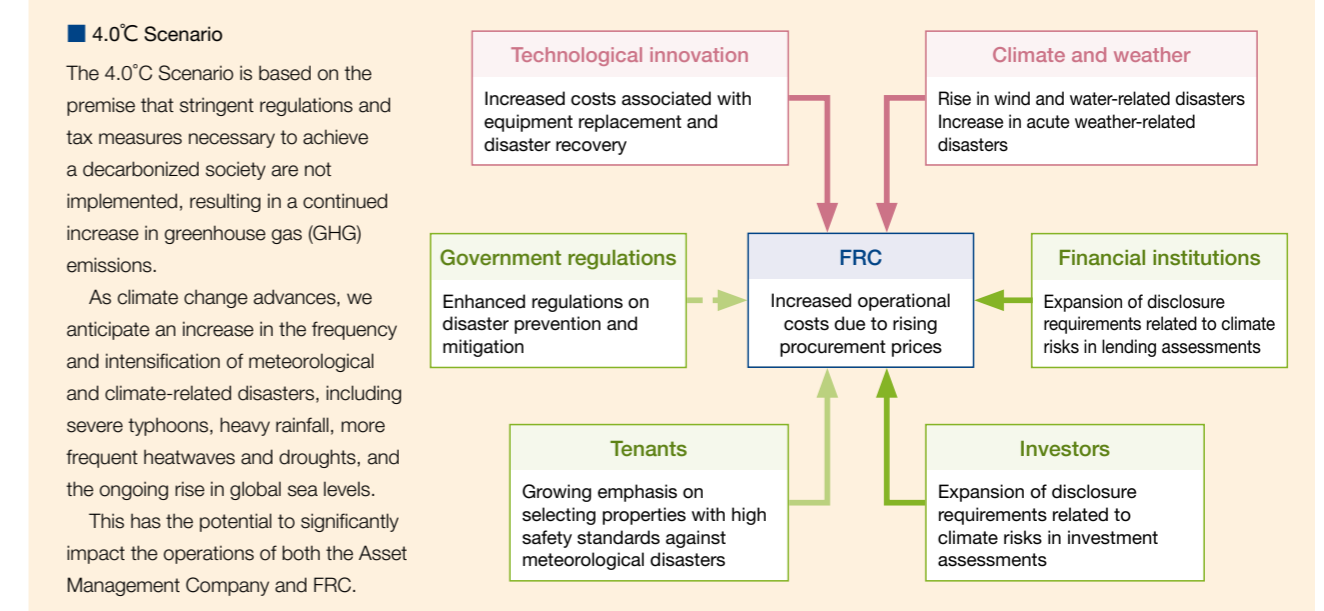 4.0℃ Scenario
The 4.0˚C Scenario is based on the
premise that stringent regulations and
tax measures necessary to achieve
a decarbonized society are not
implemented, resulting in a continued
increase in greenhouse gas (GHG)
emissions.
As climate change advances, we
anticipate an increase in the frequency
and intensification of meteorological
and climate-related disasters, including
severe typhoons, heavy rainfall, more
frequent heatwaves and droughts, and
the ongoing rise in global sea levels.
This has the potential to significantly
impact the operations of both the Asset
Management Company and FRC.
Technological innovation
Increased costs associated with
equipment replacement and
disaster recovery
Climate and weather
Rise in wind and water-related disasters
Increase in acute weather-related
disasters
Government regulations
Enhanced regulations on
disaster prevention and
mitigation
FRC
Increased operational
costs due to rising
procurement prices
Financial institutions
Expansion of disclosure
requirements related to climate
risks in lending assessments
Tenants
Growing emphasis on
selecting properties with high
safety standards against
meteorological disasters
Investors
Expansion of disclosure
requirements related to
climate risks in investment
assessments